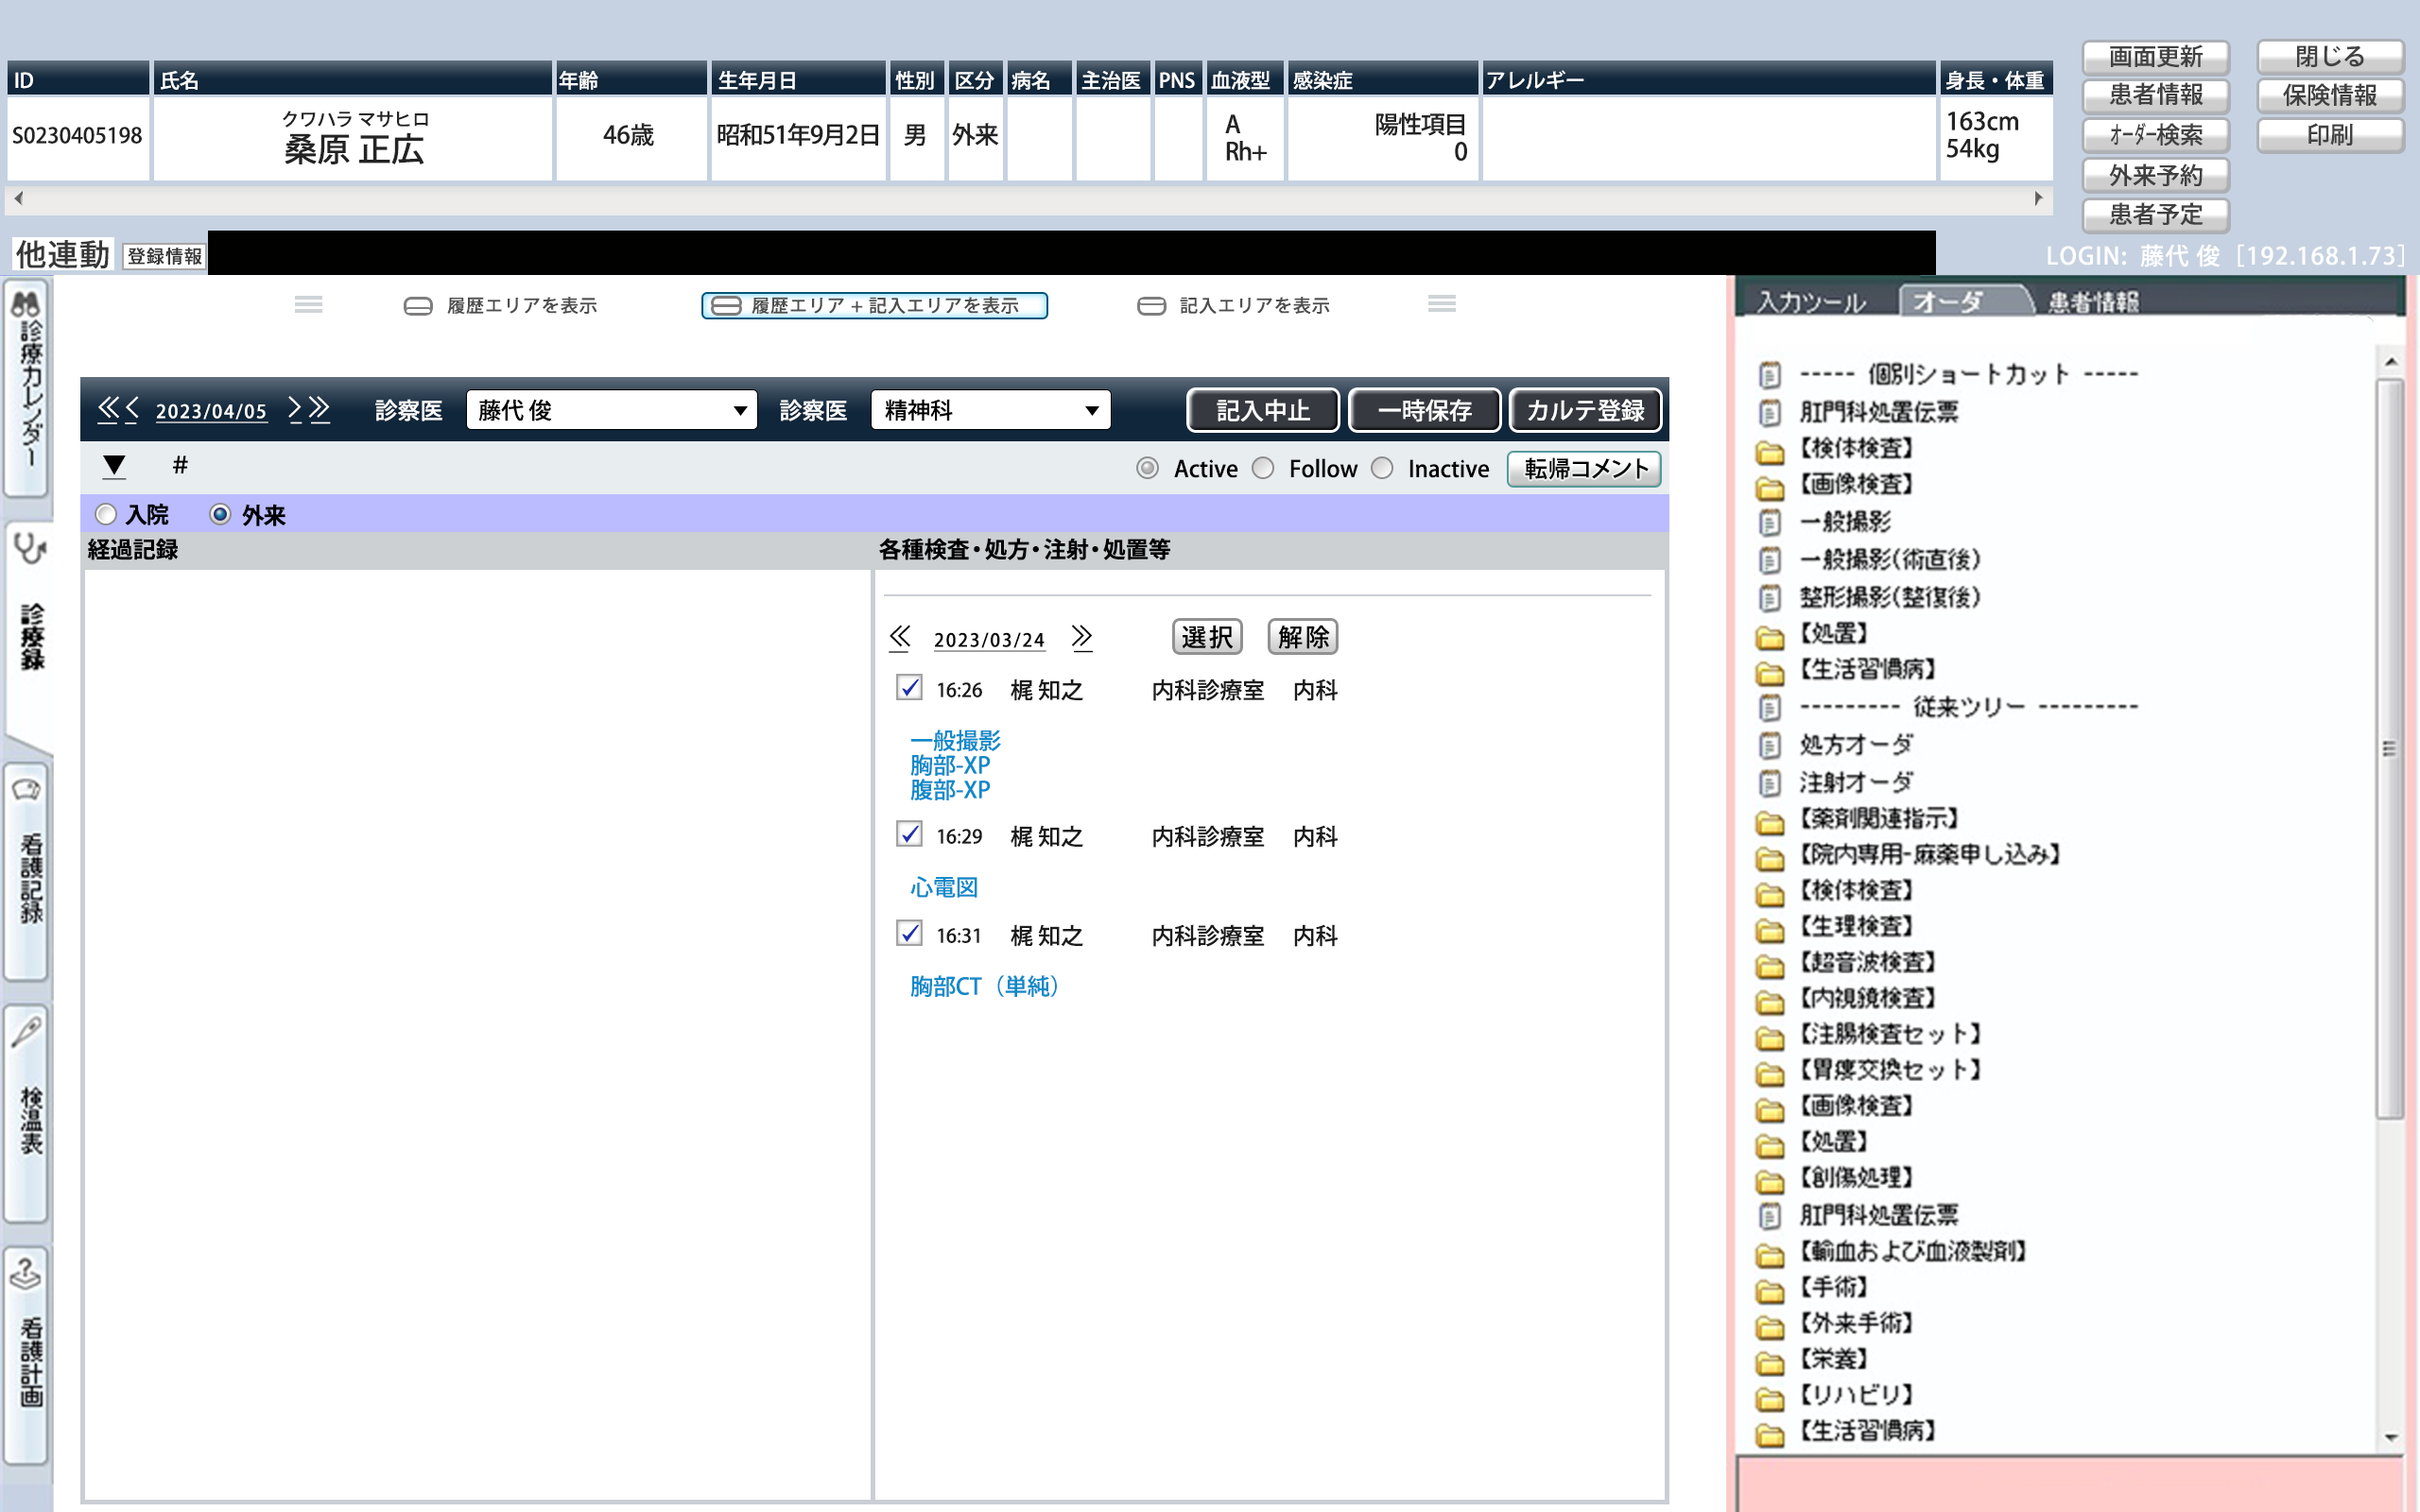 ID 氏名 年齢 生年月日 性別 区分 病名 主治医 PNS 血液型 感染症 アレルギー 身長・体重
S0230405198 クワハラ マサヒロ 46歳 昭和51年9月2日 男 外来 A 陽性項目 163cm
桑原 正広 Rh+ 0 54kg
画面更新 閉じる
患者情報 保険情報
ｵｰﾀﾞｰ検索 印刷
外来予約
患者予定
他連動 登録情報
LOGIN: 藤代 俊 [192.168.1.73]
診療カレンダー
診療録
看護記録
検温表
看護計画
履歴エリアを表示 履歴エリア + 記入エリアを表示 記入エリアを表示
2023/04/05 診察医 藤代 俊 診察医 精神科 記入中止 一時保存 カルテ登録
# Active Follow Inactive 転帰コメント
入院 外来
経過記録 各種検査・処方・注射・処置等
2023/03/24 選択 解除
16:26 梶 知之 内科診療室 内科
一般撮影
胸部-XP
腹部-XP
16:29 梶 知之 内科診療室 内科
心電図
16:31 梶 知之 内科診療室 内科
胸部CT（単純）
入力ツール オーダ 患者情報
----- 個別ショートカット -----
肛門科処置伝票
【検体検査】
【画像検査】
一般撮影
一般撮影(術直後)
整形撮影(整復後)
【処置】
【生活習慣病】
--------- 従来ツリー ---------
処方オーダ
注射オーダ
【薬剤関連指示】
【院内専用-麻薬申し込み】
【検体検査】
【生理検査】
【超音波検査】
【内視鏡検査】
【注腸検査セット】
【胃瘻交換セット】
【画像検査】
【処置】
【創傷処理】
肛門科処置伝票
【輸血および血液製剤】
【手術】
【外来手術】
【栄養】
【リハビリ】
【生活習慣病】